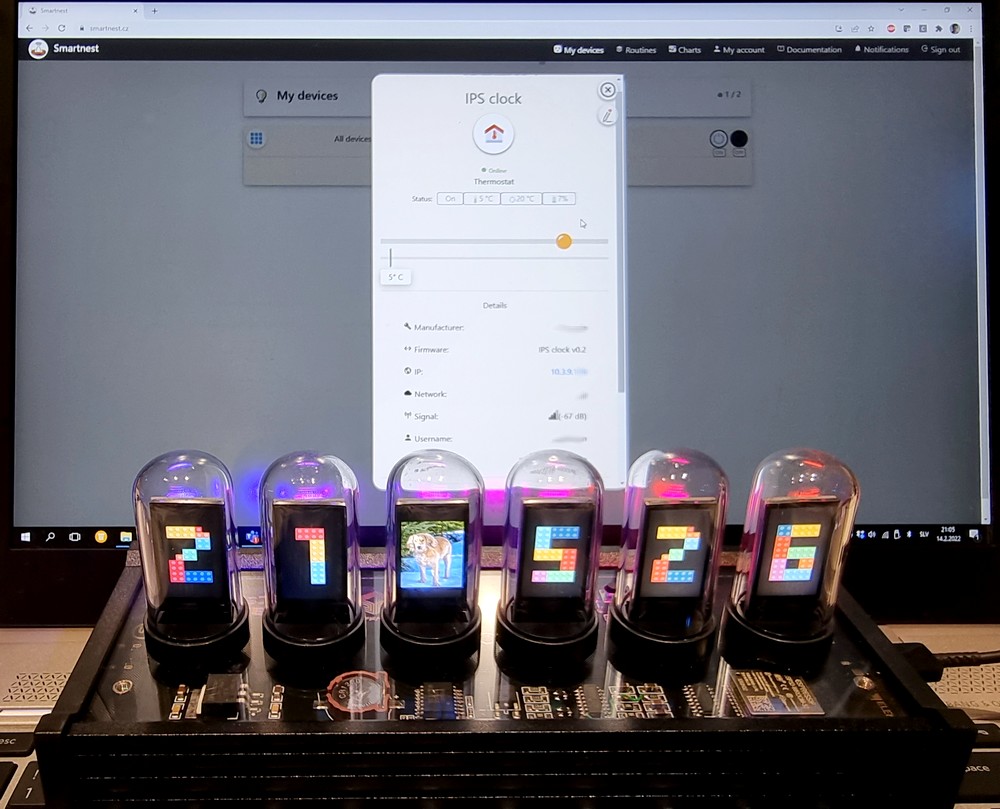 Smartnest
smartnest.cz
Smartnest My devices Routines Charts My account Documentation Notifications Sign out
My devices 1 / 2
All devices
IPS clock
Online
Thermostat
Status: On 5 °C 20 °C 7%
5° C
Details
Manufacturer:
Firmware: IPS clock v0.2
IP: 10.3.9.
Network:
Signal: (-67 dB)
Username:
SLV 21:05
14.2.2022
2 1 5 2 6
esc
! 1